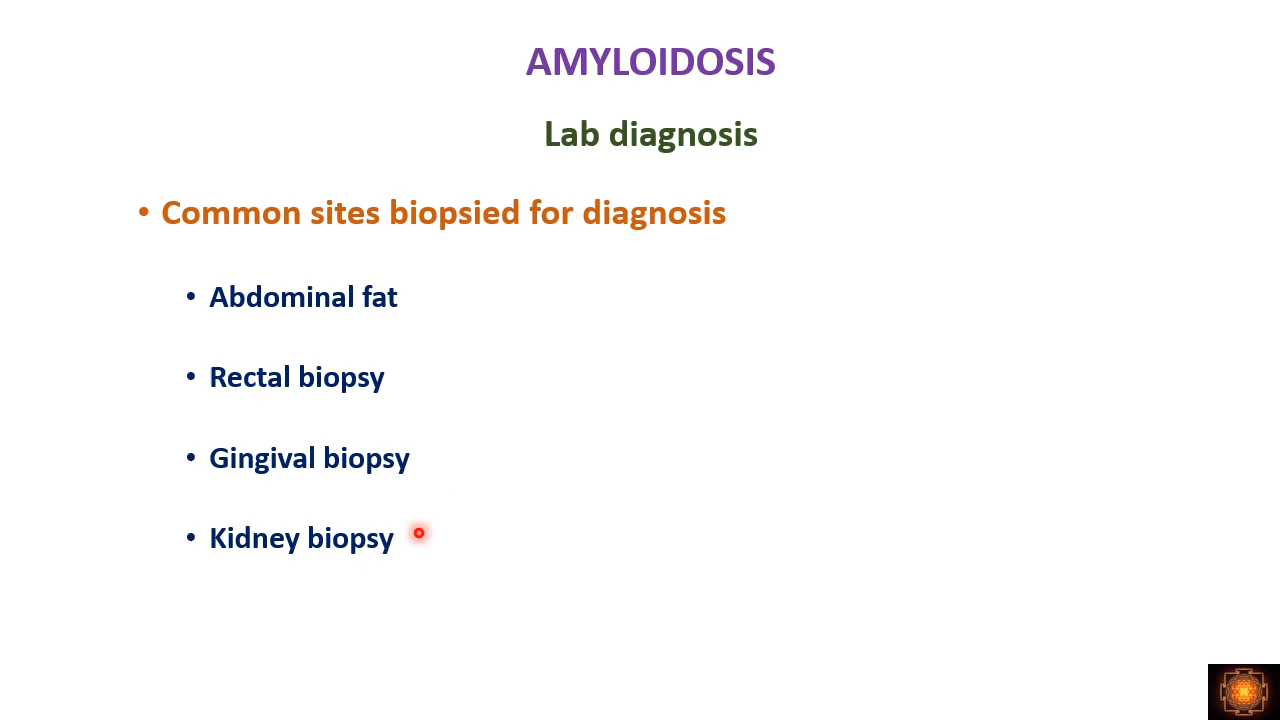 AMYLOIDOSIS
Lab diagnosis
• Common sites biopsied for diagnosis
• Abdominal fat
• Rectal biopsy
• Gingival biopsy
• Kidney biopsy